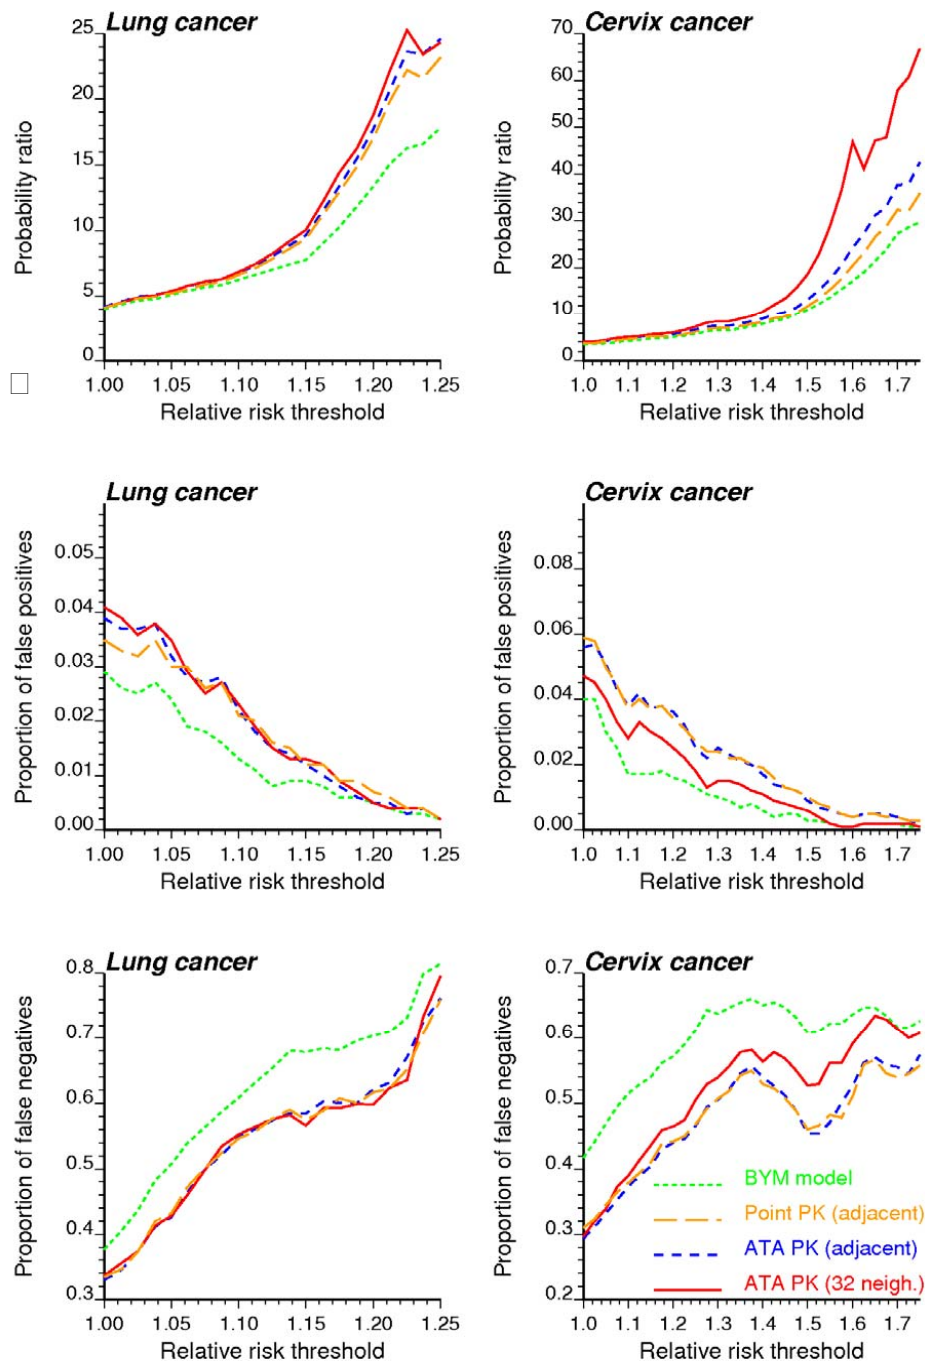 Lung cancer
25
20
15
10
5
0
Probability ratio
1.00 1.05 1.10 1.15 1.20 1.25
Relative risk threshold
Cervix cancer
70
50
40
30
20
10
0
Probability ratio
1.0 1.1 1.2 1.3 1.4 1.5 1.6 1.7
Relative risk threshold
Lung cancer
0.05
0.04
0.03
0.02
0.01
0.00
Proportion of false positives
1.00 1.05 1.10 1.15 1.20 1.25
Relative risk threshold
Cervix cancer
0.08
0.06
0.04
0.02
0.00
Proportion of false positives
1.0 1.1 1.2 1.3 1.4 1.5 1.6 1.7
Relative risk threshold
Lung cancer
0.8
0.7
0.6
0.5
0.4
0.3
Proportion of false negatives
1.00 1.05 1.10 1.15 1.20 1.25
Relative risk threshold
Cervix cancer
0.7
0.6
0.5
0.4
0.3
0.2
Proportion of false negatives
BYM model
Point PK (adjacent)
ATA PK (adjacent)
ATA PK (32 neigh.)
1.0 1.1 1.2 1.3 1.4 1.5 1.6 1.7
Relative risk threshold